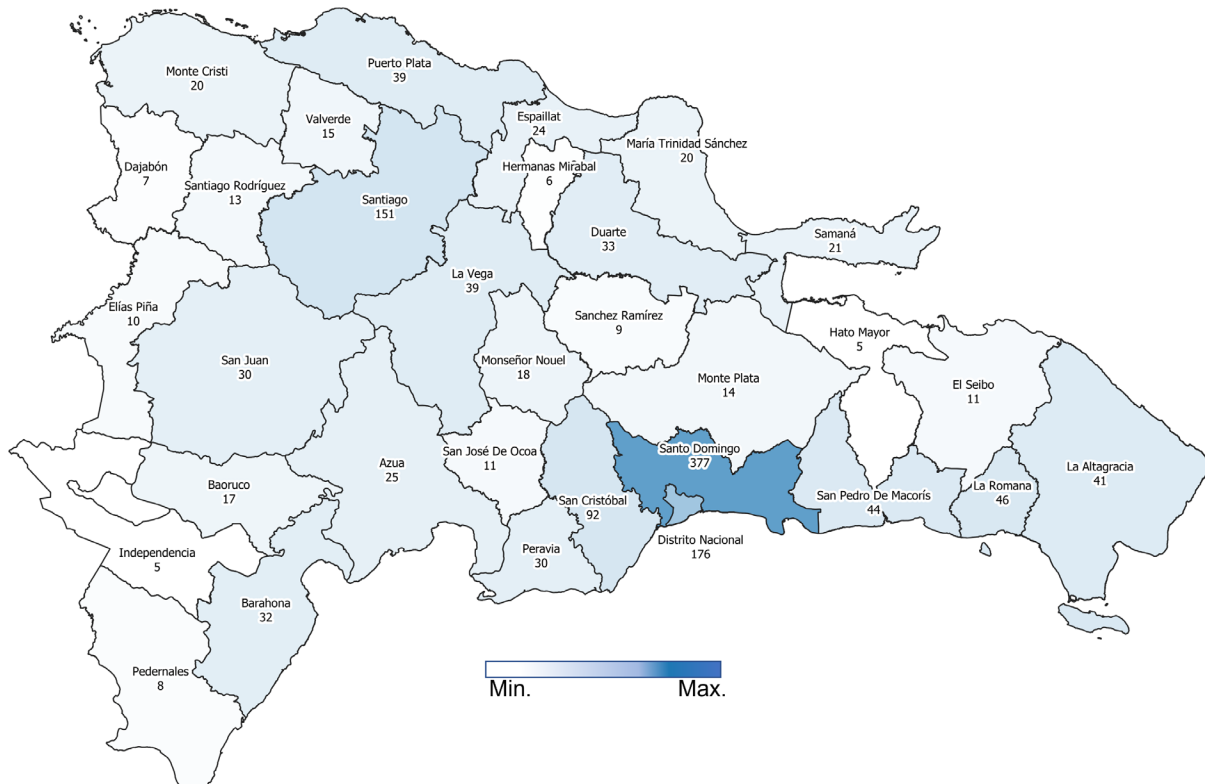 Puerto Plata
39
Monte Cristi
20
Espaillat
24
Valverde
15
María Trinidad Sánchez
20
Dajabón
7
Hermanas Mirabal
6
Santiago Rodríguez
13
Santiago
151
Duarte
33
Samaná
21
La Vega
39
Elías Piña
10
Sanchez Ramírez
9
Hato Mayor
5
San Juan
30
Monseñor Nouel
18
Monte Plata
14
El Seibo
11
San José De Ocoa
11
Santo Domingo
377
Azua
25
La Altagracia
41
Baoruco
17
La Romana
46
San Pedro De Macorís
44
San Cristóbal
92
Distrito Nacional
176
Independencia
5
Peravia
30
Barahona
32
Pedernales
8
Min.
Max.